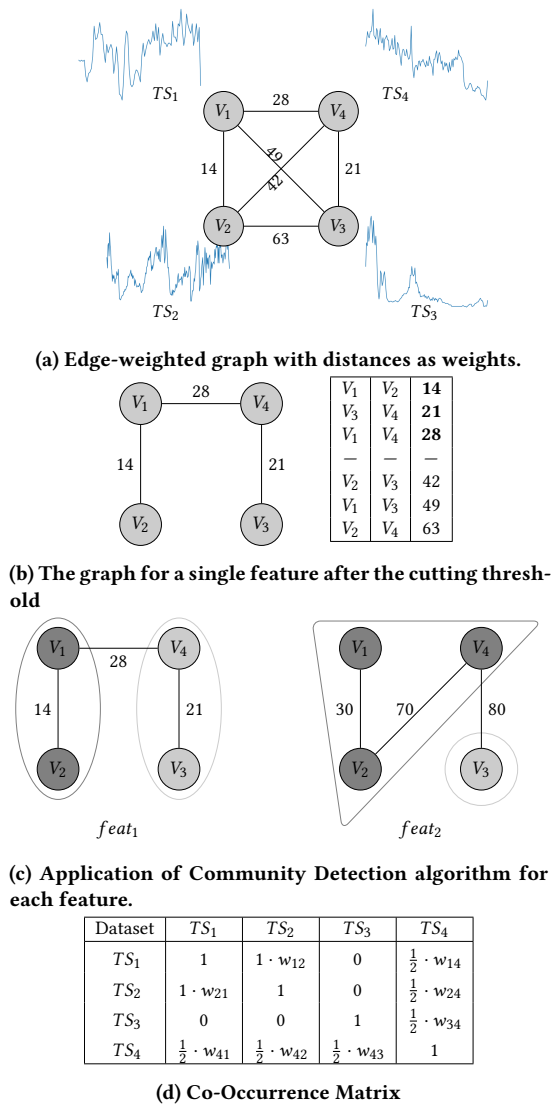 TS₁
TS₄
V₁ 28 V₄
14 49 42 21
V₂ 63 V₃
TS₂
TS₃
(a) Edge-weighted graph with distances as weights.
V₁ 28 V₄
14 21
V₂ V₃
V₁ V₂ 14
V₃ V₄ 21
V₁ V₄ 28
— — —
V₂ V₃ 42
V₁ V₃ 49
V₂ V₄ 63
(b) The graph for a single feature after the cutting thresh-
old
V₁ 28 V₄
14 21
V₂ V₃
feat₁
V₁ V₄
30 70 80
V₂ V₃
feat₂
(c) Application of Community Detection algorithm for
each feature.
Dataset TS₁ TS₂ TS₃ TS₄
TS₁ 1 1 · w₁₂ 0 ½ · w₁₄
TS₂ 1 · w₂₁ 1 0 ½ · w₂₄
TS₃ 0 0 1 ½ · w₃₄
TS₄ ½ · w₄₁ ½ · w₄₂ ½ · w₄₃ 1
(d) Co-Occurrence Matrix